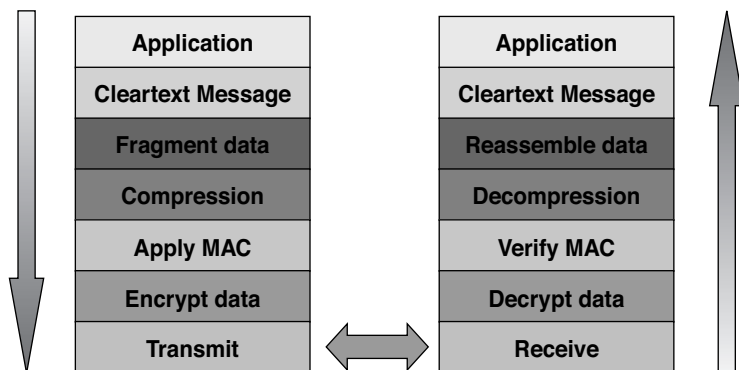 Application
Cleartext Message
Fragment data
Compression
Apply MAC
Encrypt data
Transmit
Application
Cleartext Message
Reassemble data
Decompression
Verify MAC
Decrypt data
Receive